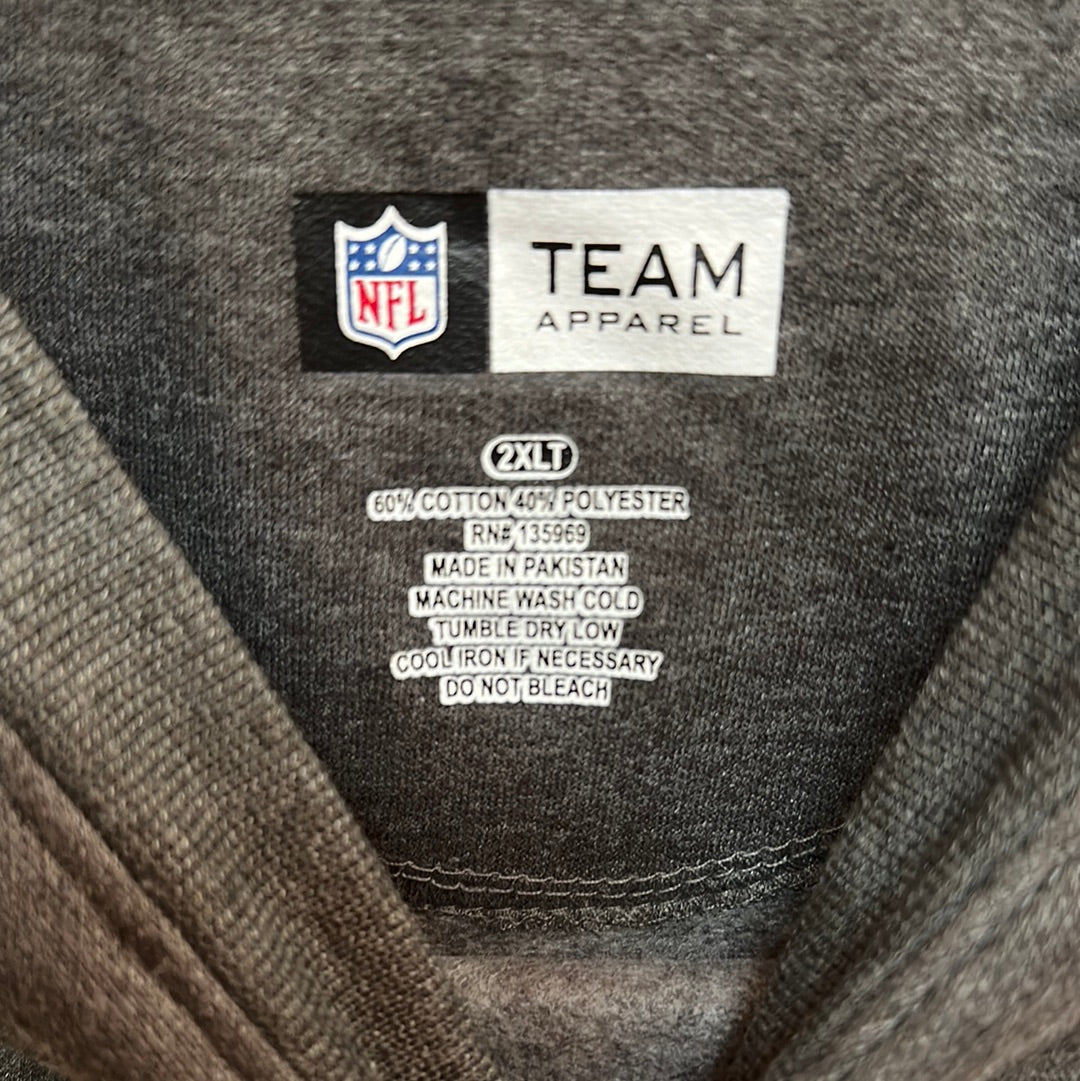 NFL
TEAM
APPAREL
2XLT
60% COTTON 40% POLYESTER
RN# 135969
MADE IN PAKISTAN
MACHINE WASH COLD
TUMBLE DRY LOW
COOL IRON IF NECESSARY
DO NOT BLEACH